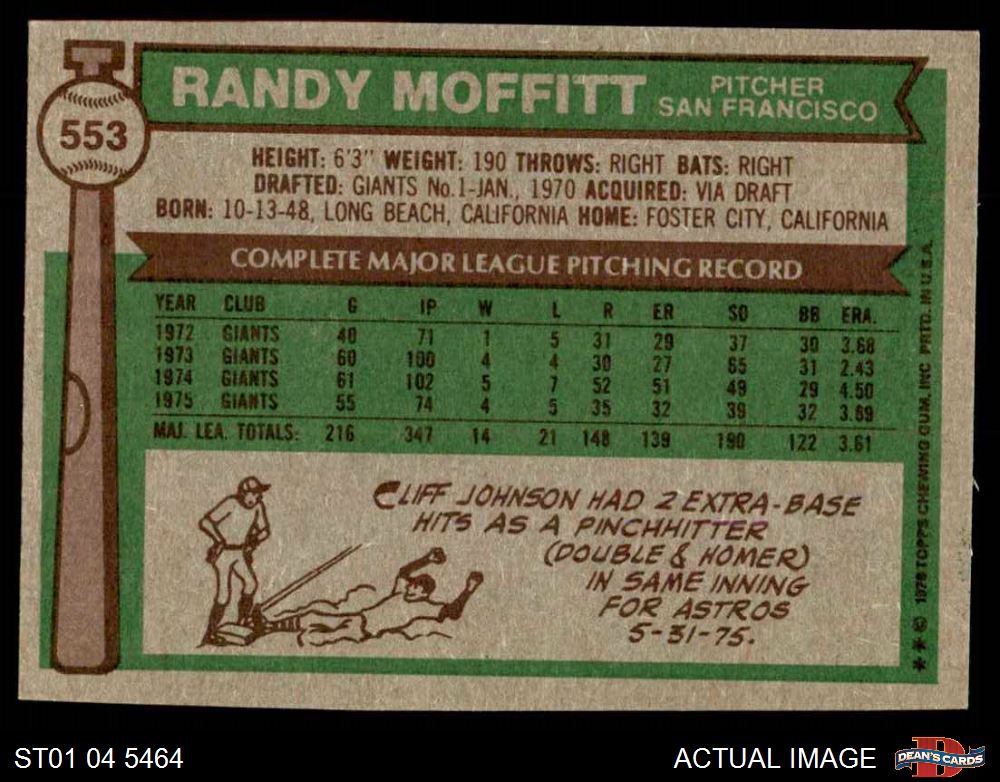 553
RANDY MOFFITT
PITCHER
SAN FRANCISCO
HEIGHT: 6'3" WEIGHT: 190 THROWS: RIGHT BATS: RIGHT
DRAFTED: GIANTS No.1-JAN., 1970 ACQUIRED: VIA DRAFT
BORN: 10-13-48, LONG BEACH, CALIFORNIA HOME: FOSTER CITY, CALIFORNIA
COMPLETE MAJOR LEAGUE PITCHING RECORD
YEAR CLUB G IP W L R ER SO BB ERA.
1972 GIANTS 40 71 1 5 31 29 37 30 3.68
1973 GIANTS 60 100 4 4 30 27 65 31 2.43
1974 GIANTS 61 102 5 7 52 51 49 29 4.50
1975 GIANTS 55 74 4 5 35 32 39 32 3.89
MAJ. LEA. TOTALS: 216 347 14 21 148 139 190 122 3.61
CLIFF JOHNSON HAD 2 EXTRA-BASE
HITS AS A PINCHHITTER
(DOUBLE & HOMER)
IN SAME INNING
FOR ASTROS
5-31-75.
** © 1976 TOPPS CHEWING GUM, INC PRTD. IN U.S.A.
ST01 04 5464
ACTUAL IMAGE
D
DEAN'S CARDS